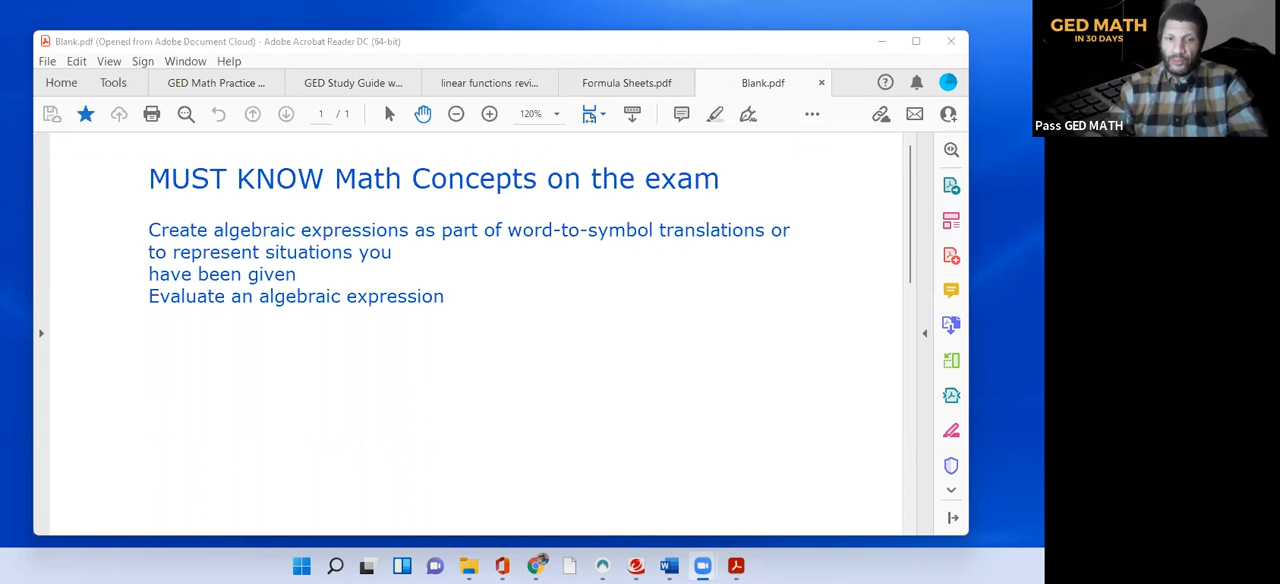 GED MATH
IN 30 DAYS
Pass GED MATH
Blank.pdf (Opened from Adobe Document Cloud) - Adobe Acrobat Reader DC (64-bit)
File Edit View Sign Window Help
Home Tools GED Math Practice ... GED Study Guide w... linear functions revi... Formula Sheets.pdf Blank.pdf
1 / 1 120%
MUST KNOW Math Concepts on the exam
Create algebraic expressions as part of word-to-symbol translations or
to represent situations you
have been given
Evaluate an algebraic expression